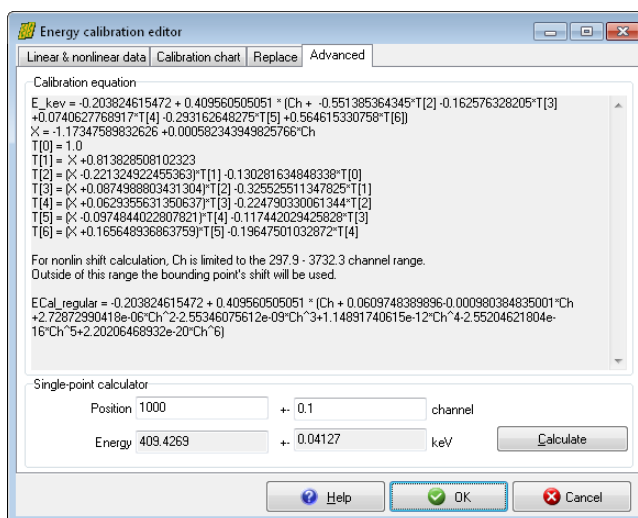 Energy calibration editor
Linear & nonlinear data Calibration chart Replace Advanced
Calibration equation
E_kev = -0.203824615472 + 0.409560505051 * (Ch + -0.551385364345*T[2] -0.162576328205*T[3]
+0.0740627768917*T[4] -0.293162648275*T[5] +0.564615330758*T[6])
X = -1.17347589832626 +0.000582343949825766*Ch
T[0] = 1.0
T[1] = X +0.813828508102323
T[2] = (X -0.221324922455363)*T[1] -0.130281634848338*T[0]
T[3] = (X +0.0874988803431304)*T[2] -0.325525511347825*T[1]
T[4] = (X +0.0629355631350637)*T[3] -0.224790330061344*T[2]
T[5] = (X -0.0974844022807821)*T[4] -0.117442029425828*T[3]
T[6] = (X +0.165648936863759)*T[5] -0.19647501032872*T[4]
For nonlin shift calculation, Ch is limited to the 297.9 - 3732.3 channel range.
Outside of this range the bounding point's shift will be used.
ECal_regular = -0.203824615472 + 0.409560505051 * (Ch + 0.0609748389896-0.000980384835001*Ch
+2.72872990418e-06*Ch^2-2.55346075612e-09*Ch^3+1.14891740615e-12*Ch^4-2.55204621804e-
16*Ch^5+2.20206468932e-20*Ch^6)
Single-point calculator
Position 1000 +- 0.1 channel
Energy 409.4269 +- 0.04127 keV Calculate
Help OK Cancel